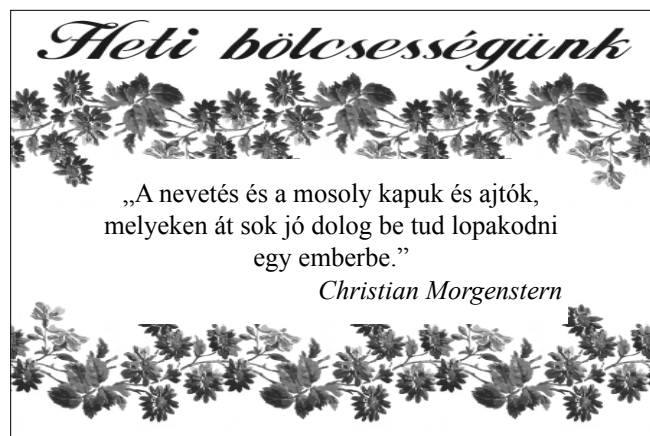 Heti bölcsességünk
„A nevetés és a mosoly kapuk és ajtók,
melyeken át sok jó dolog be tud lopakodni
egy emberbe.”
Christian Morgenstern